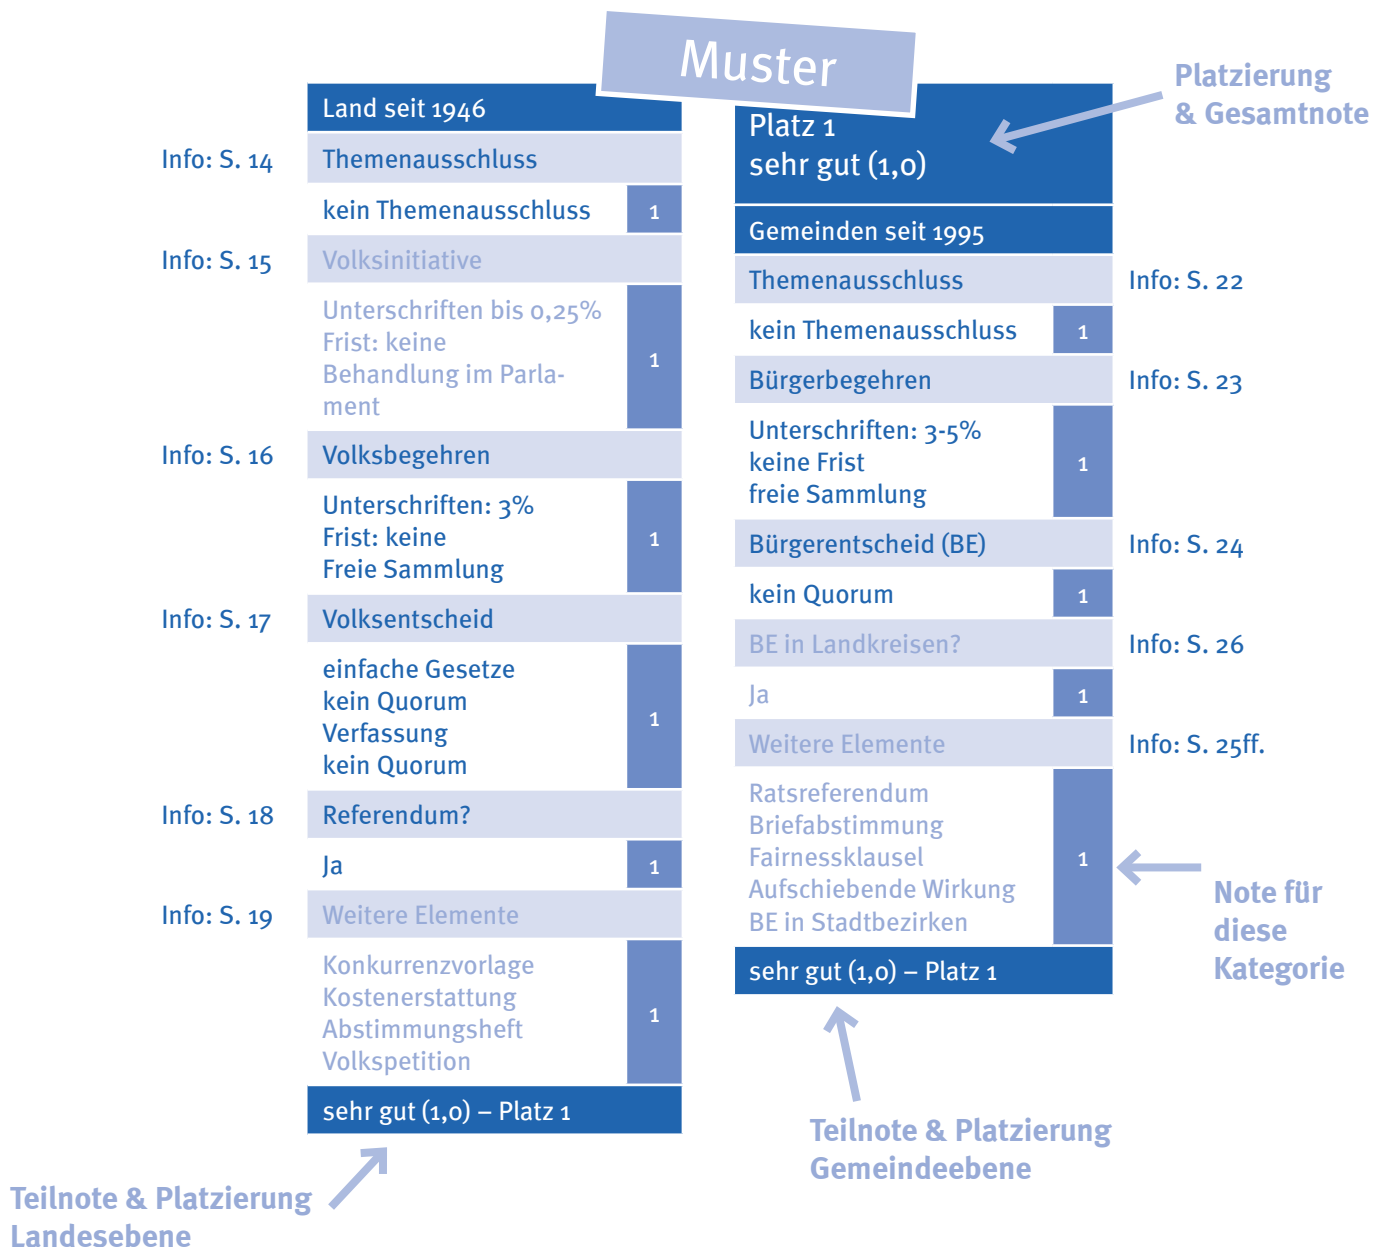 Muster
Platzierung
& Gesamtnote
Land seit 1946
Info: S. 14
Themenausschluss
kein Themenausschluss
1
Info: S. 15
Volksinitiative
Unterschriften bis 0,25%
Frist: keine
Behandlung im Parla-
ment
1
Info: S. 16
Volksbegehren
Unterschriften: 3%
Frist: keine
Freie Sammlung
1
Info: S. 17
Volksentscheid
einfache Gesetze
kein Quorum
Verfassung
kein Quorum
1
Info: S. 18
Referendum?
Ja
1
Info: S. 19
Weitere Elemente
Konkurrenzvorlage
Kostenerstattung
Abstimmungsheft
Volkspetition
1
sehr gut (1,0) – Platz 1
Teilnote & Platzierung
Landesebene
Platz 1
sehr gut (1,0)
Gemeinden seit 1995
Themenausschluss
Info: S. 22
kein Themenausschluss
1
Bürgerbegehren
Info: S. 23
Unterschriften: 3-5%
keine Frist
freie Sammlung
1
Bürgerentscheid (BE)
Info: S. 24
kein Quorum
1
BE in Landkreisen?
Info: S. 26
Ja
1
Weitere Elemente
Info: S. 25ff.
Ratsreferendum
Briefabstimmung
Fairnessklausel
Aufschiebende Wirkung
BE in Stadtbezirken
1
Note für
diese
Kategorie
sehr gut (1,0) – Platz 1
Teilnote & Platzierung
Gemeindeebene